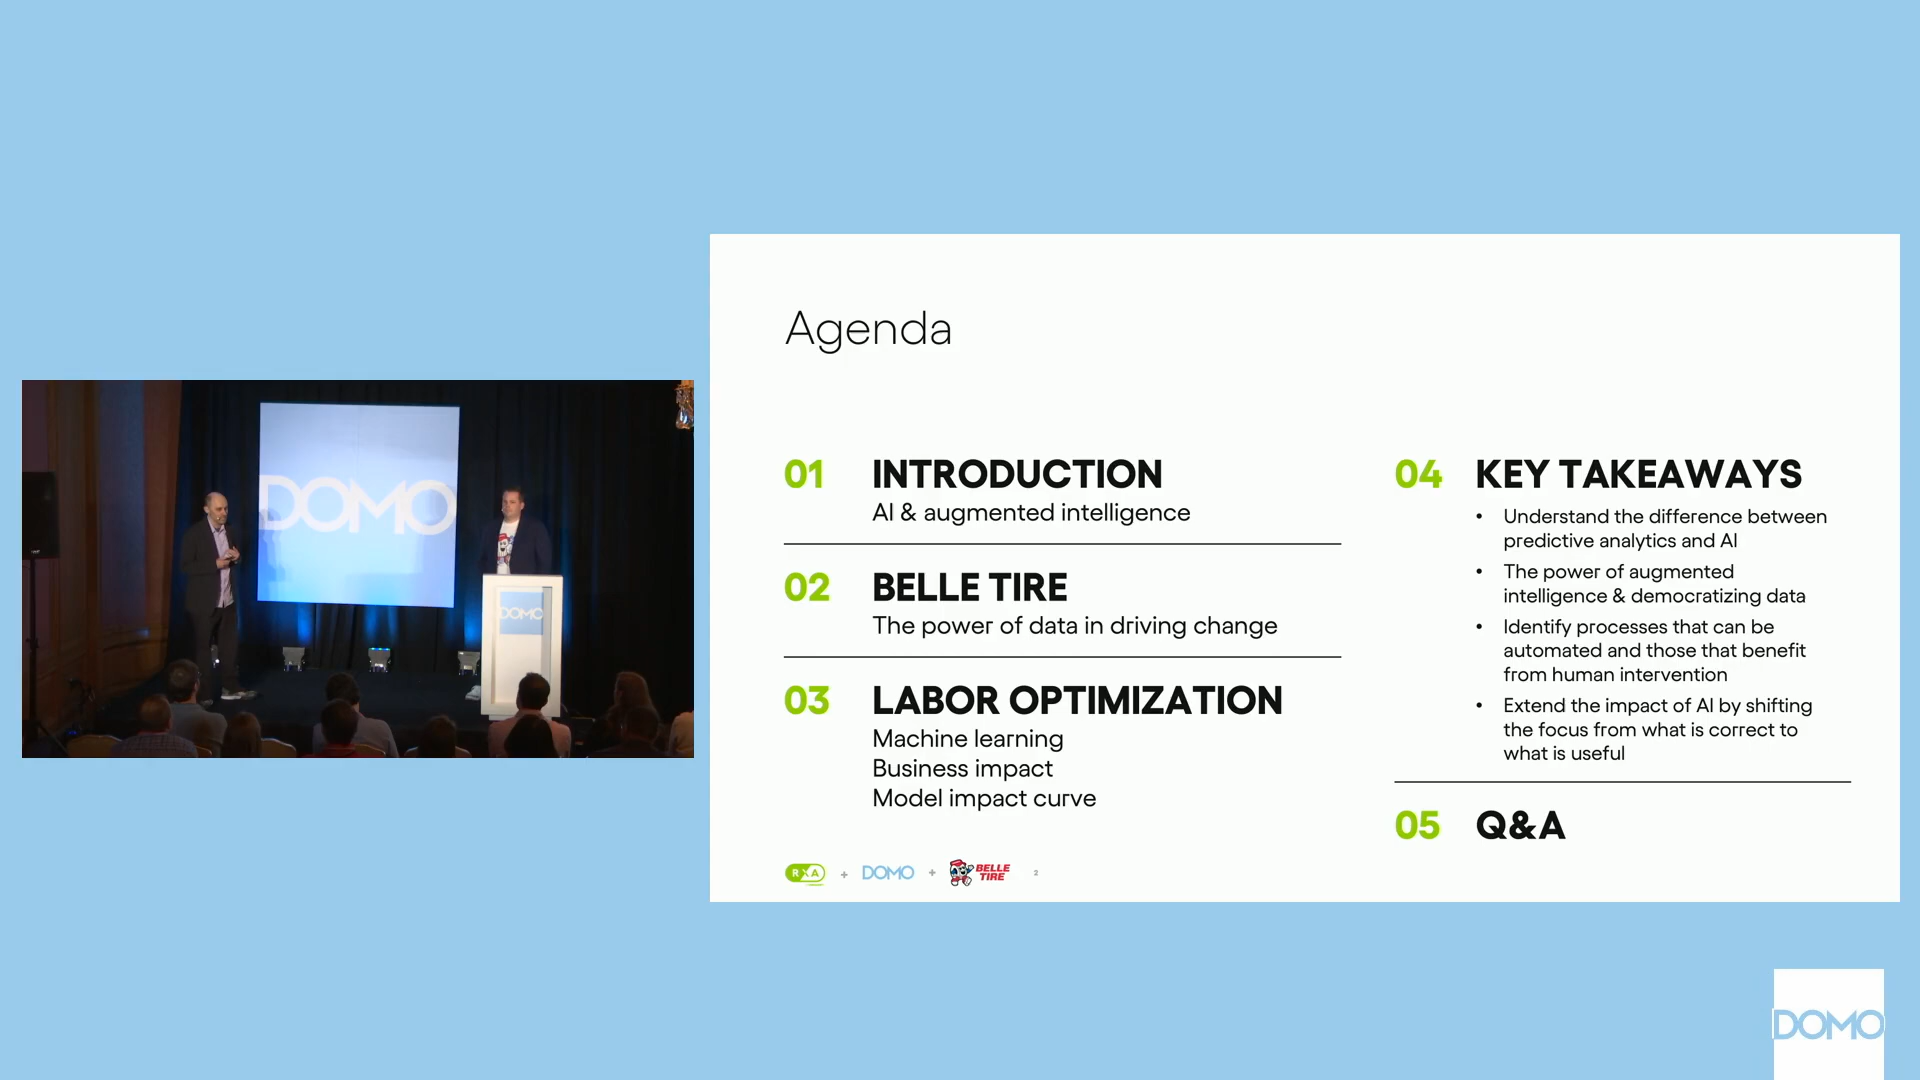 DOMO
DOMO
Agenda
01 INTRODUCTION
AI & augmented intelligence
02 BELLE TIRE
The power of data in driving change
03 LABOR OPTIMIZATION
Machine learning
Business impact
Model impact curve
04 KEY TAKEAWAYS
• Understand the difference between
predictive analytics and AI
• The power of augmented
intelligence & democratizing data
• Identify processes that can be
automated and those that benefit
from human intervention
• Extend the impact of AI by shifting
the focus from what is correct to
what is useful
05 Q&A
RXA + DOMO + BELLE
TIRE
2
DOMO